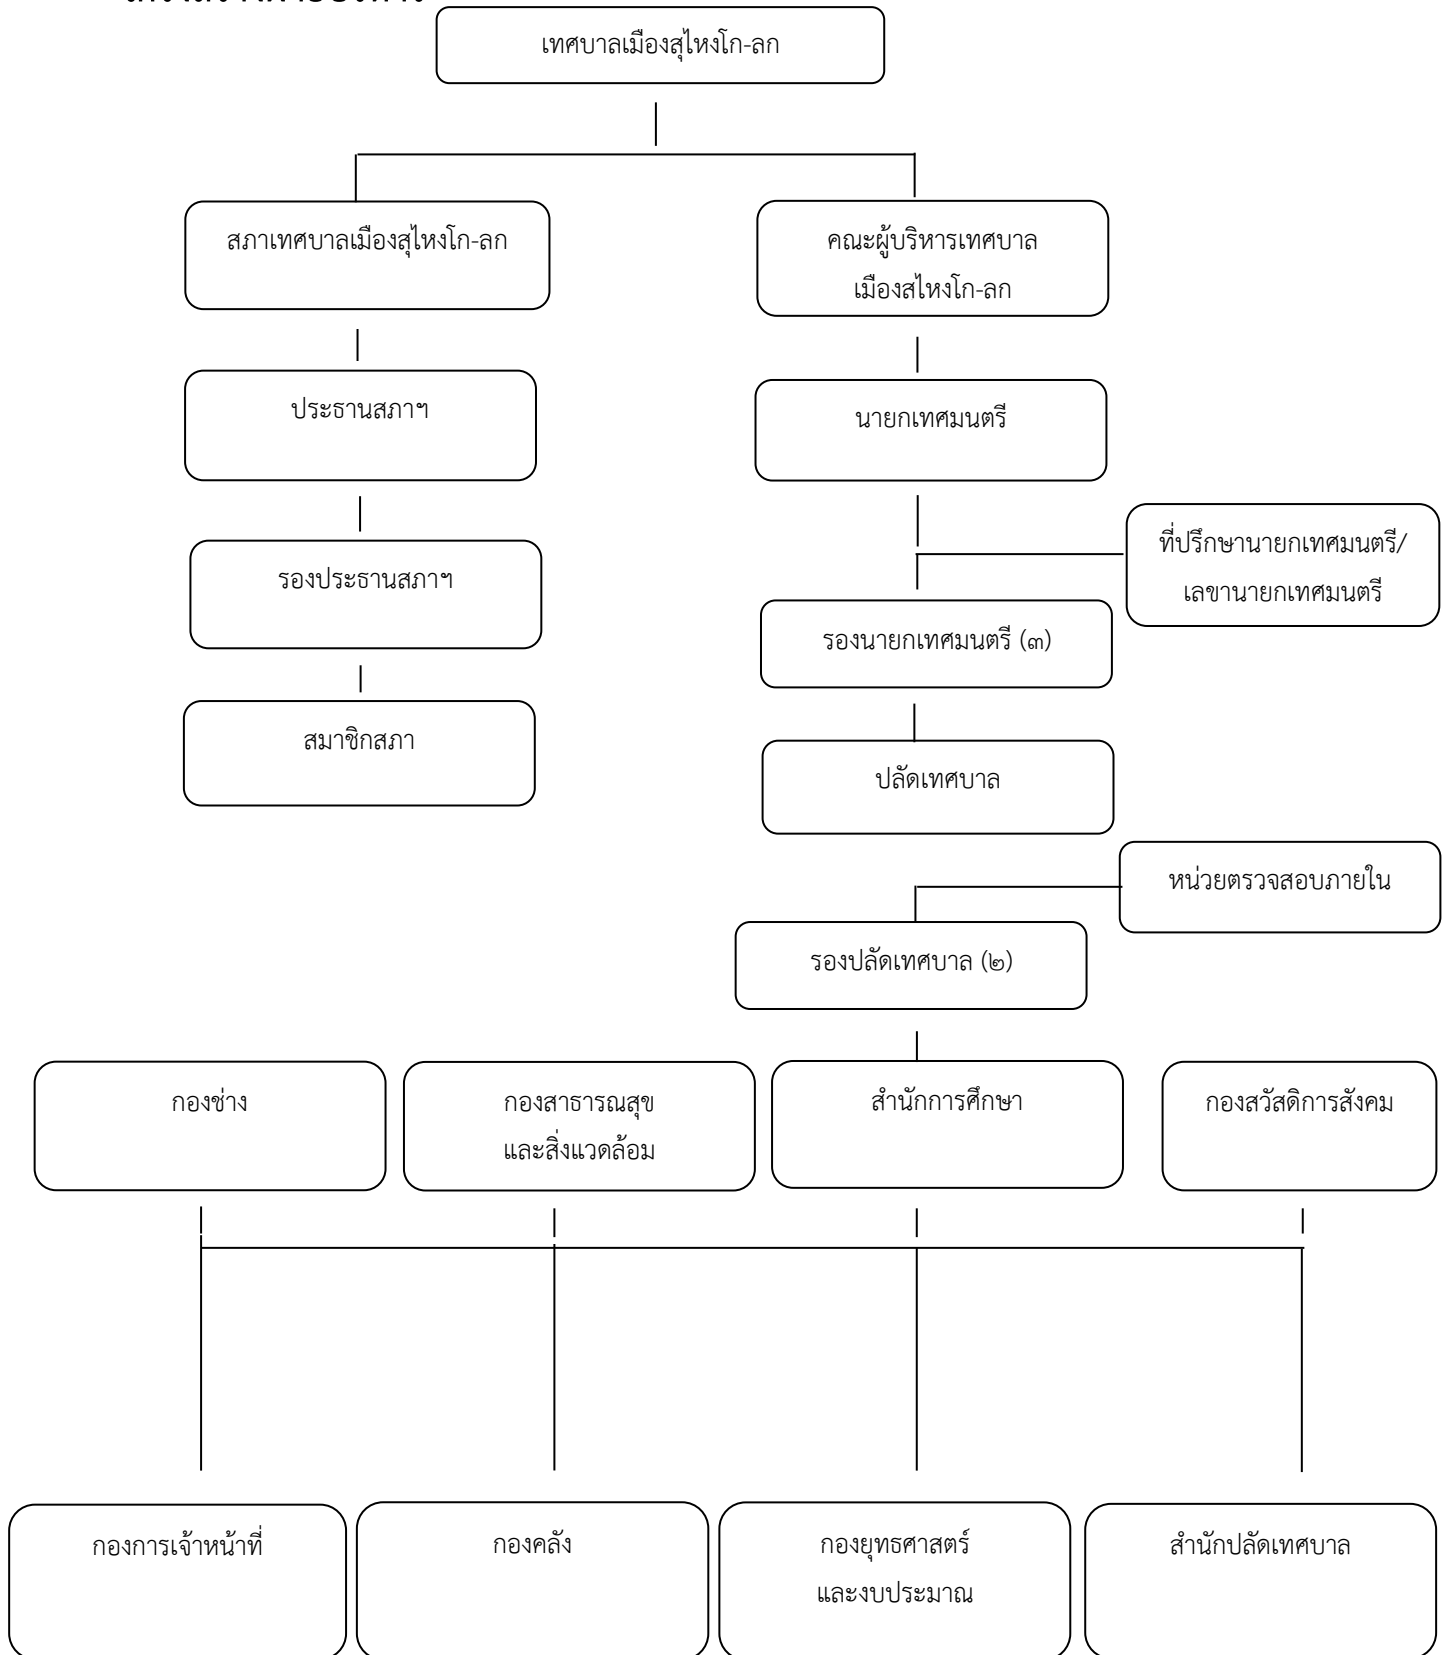 เทศบาลเมืองสุไหงโก-ลก
สภาเทศบาลเมืองสุไหงโก-ลก
คณะผู้บริหารเทศบาล
เมืองสไหงโก-ลก
ประธานสภาฯ
นายกเทศมนตรี
ที่ปรึกษานายกเทศมนตรี/
เลขานายกเทศมนตรี
รองประธานสภาฯ
รองนายกเทศมนตรี (๓)
สมาชิกสภา
ปลัดเทศบาล
หน่วยตรวจสอบภายใน
รองปลัดเทศบาล (๒)
กองช่าง
กองสาธารณสุข
และสิ่งแวดล้อม
สำนักการศึกษา
กองสวัสดิการสังคม
กองการเจ้าหน้าที่
กองคลัง
กองยุทธศาสตร์
และงบประมาณ
สำนักปลัดเทศบาล